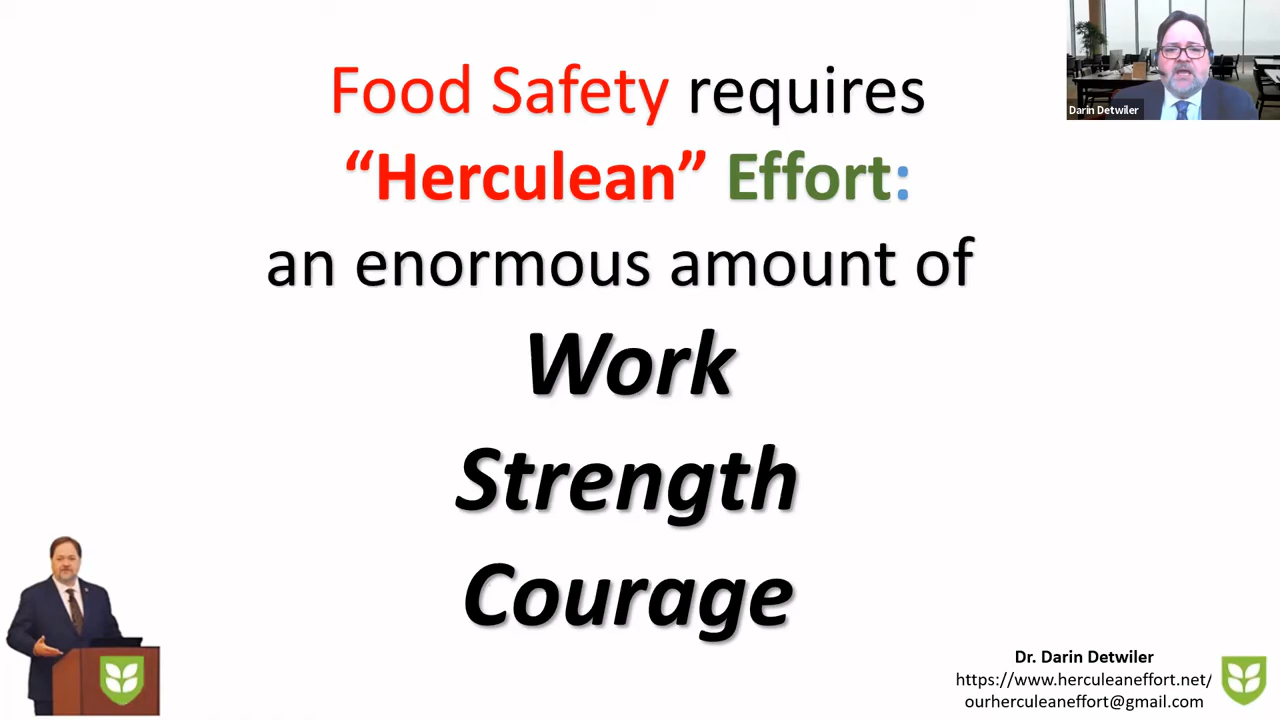 Darin Detwiler
Food Safety requires
“Herculean” Effort:
an enormous amount of
Work
Strength
Courage
Dr. Darin Detwiler
https://www.herculeaneffort.net/
ourherculeaneffort@gmail.com